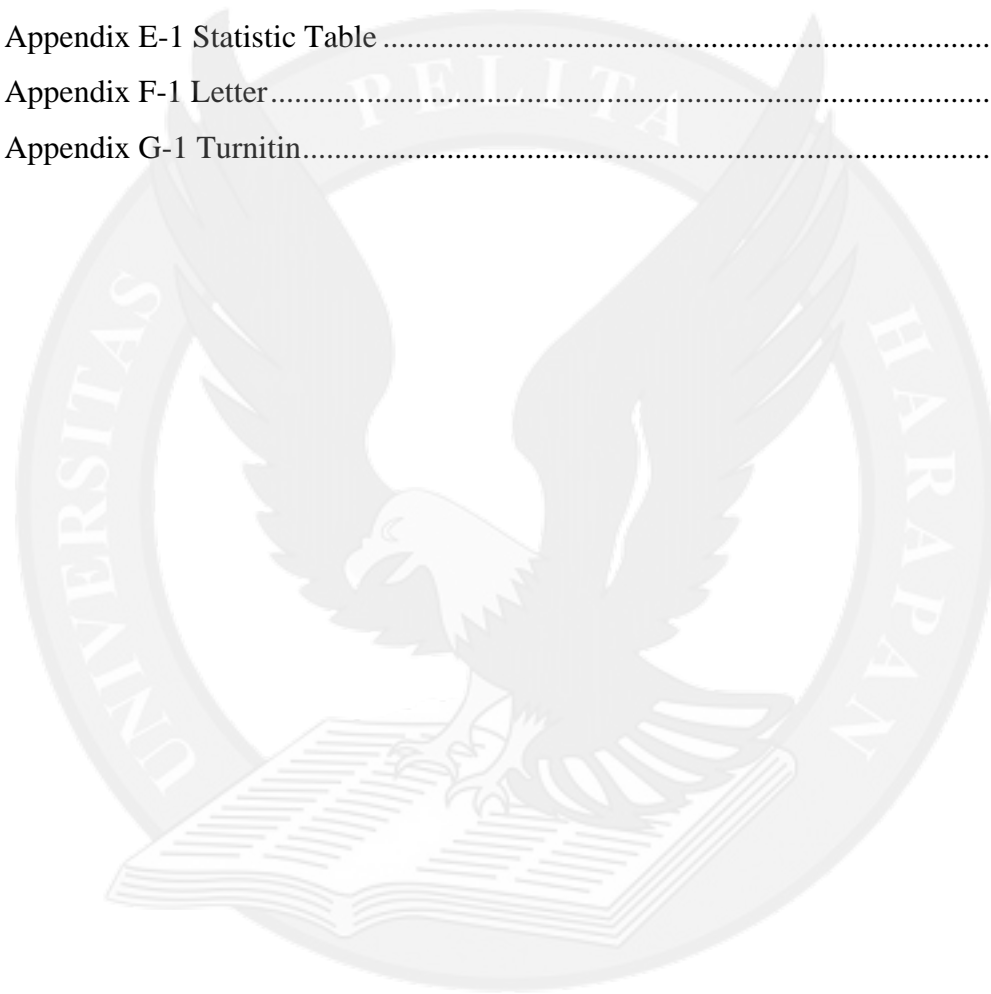 Appendix E-1 Statistic Table ............................................................................
Appendix F-1 Letter..........................................................................................
Appendix G-1 Turnitin......................................................................................
UNIVERSITAS PELITA HARAPAN